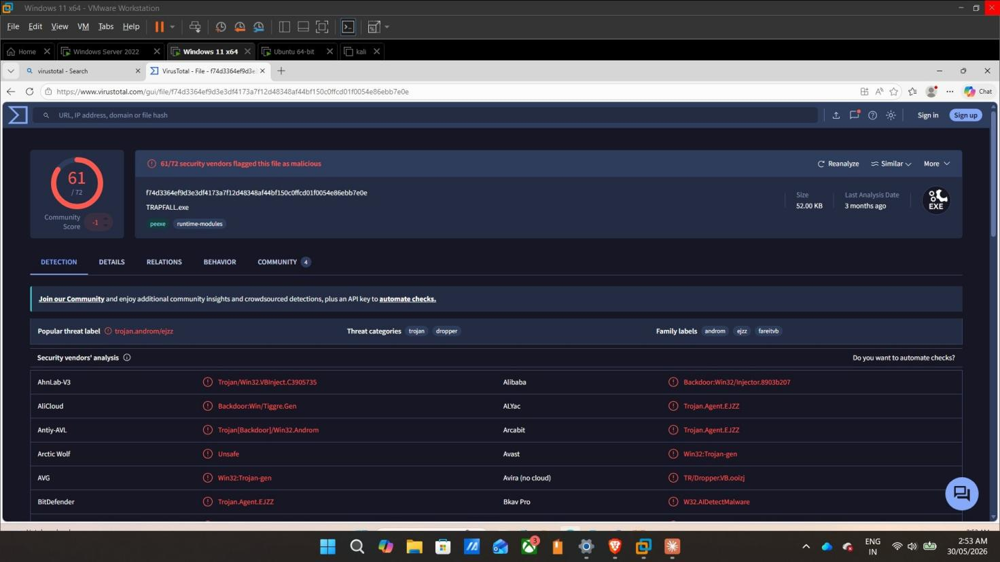 Windows 11 x64 - VMware Workstation
File Edit View VM Tabs Help
Home Windows Server 2022 Windows 11 x64 Ubuntu 64-bit kali
virustotal - Search VirusTotal - File - f74d3364ef9d3e
https://www.virustotal.com/gui/file/f74d3364ef9d3e3df4173a7f12d48348af44bf150c0ffcd01f0054e86ebb7e0e Chat
URL, IP address, domain or file hash Sign in Sign up
61
/ 72
Community Score -1
61/72 security vendors flagged this file as malicious Reanalyze Similar More
f74d3364ef9d3e3df4173a7f12d48348af44bf150c0ffcd01f0054e86ebb7e0e
TRAPFALL.exe
peexe runtime-modules
Size
52.00 KB
Last Analysis Date
3 months ago
EXE
DETECTION DETAILS RELATIONS BEHAVIOR COMMUNITY 4
Join our Community and enjoy additional community insights and crowdsourced detections, plus an API key to automate checks.
Popular threat label trojan.androm/ejzz Threat categories trojan dropper Family labels androm ejzz fareitvb
Security vendors' analysis Do you want to automate checks?
AhnLab-V3 Trojan/Win32.VBInject.C3905735 Alibaba Backdoor:Win32/Injector.8903b207
AliCloud Backdoor:Win/Tiggre.Gen ALYac Trojan.Agent.EJZZ
Antiy-AVL Trojan[Backdoor]/Win32.Androm Arcabit Trojan.Agent.EJZZ
Arctic Wolf Unsafe Avast Win32:Trojan-gen
AVG Win32:Trojan-gen Avira (no cloud) TR/Dropper.VB.ooizj
BitDefender Trojan.Agent.EJZZ Bkav Pro W32.AIDetectMalware
3
ENG
IN
2:53 AM
30/05/2026